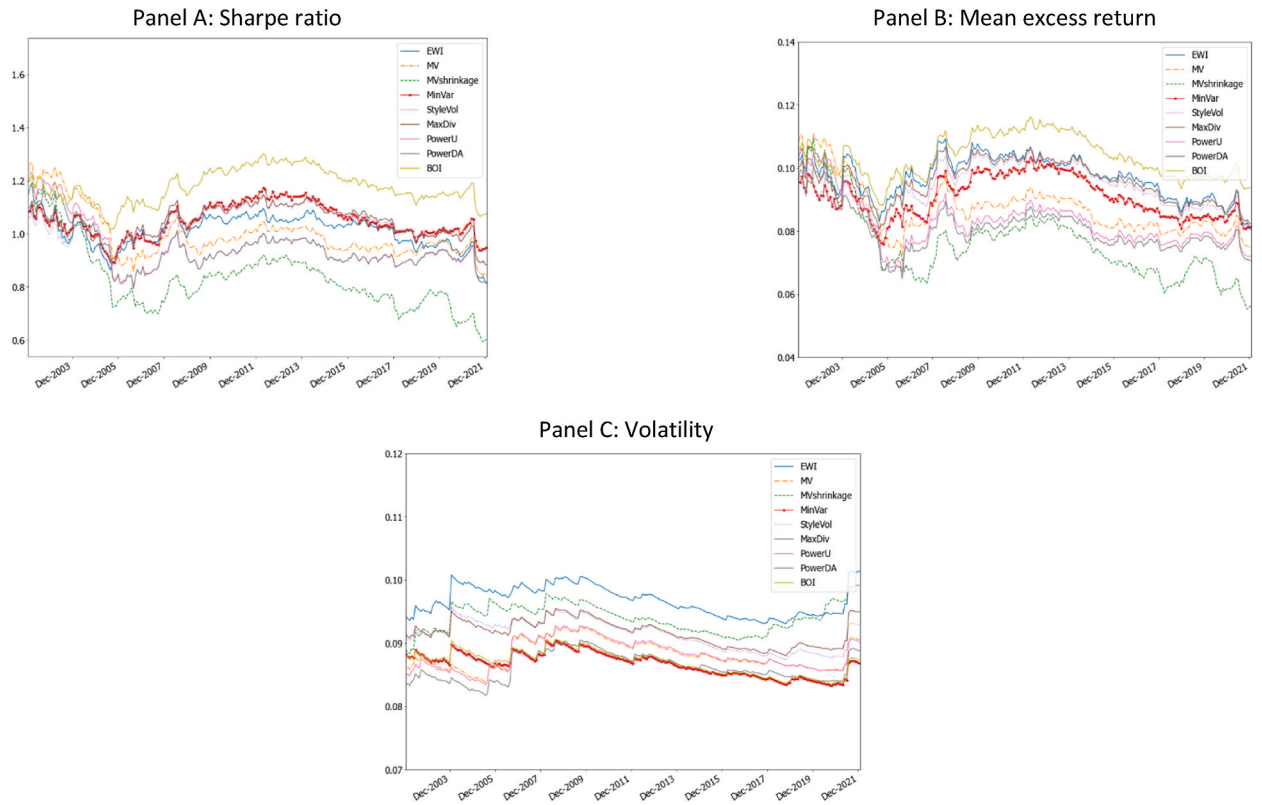 Panel A: Sharpe ratio
1.6
1.4
1.2
1.0
0.8
0.6
EWI
MV
MVshrinkage
MinVar
StyleVol
MaxDiv
PowerU
PowerDA
BOI
Dec-2003
Dec-2005
Dec-2007
Dec-2009
Dec-2011
Dec-2013
Dec-2015
Dec-2017
Dec-2019
Dec-2021
Panel B: Mean excess return
0.14
0.12
0.10
0.08
0.06
0.04
EWI
MV
MVshrinkage
MinVar
StyleVol
MaxDiv
PowerU
PowerDA
BOI
Dec-2003
Dec-2005
Dec-2007
Dec-2009
Dec-2011
Dec-2013
Dec-2015
Dec-2017
Dec-2019
Dec-2021
Panel C: Volatility
0.12
0.11
0.10
0.09
0.08
0.07
EWI
MV
MVshrinkage
MinVar
StyleVol
MaxDiv
PowerU
PowerDA
BOI
Dec-2003
Dec-2005
Dec-2007
Dec-2009
Dec-2011
Dec-2013
Dec-2015
Dec-2017
Dec-2019
Dec-2021